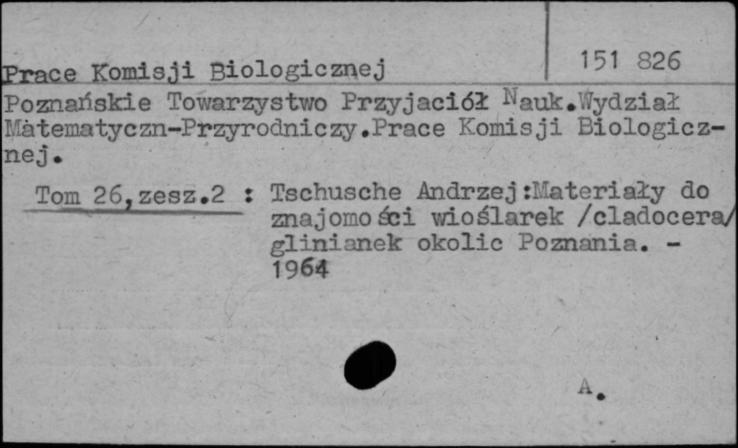 Prace Komisji Biologicznej 151 826
Poznańskie Towarzystwo Przyjaciół Nauk.Wydział
Matematyczn-Przyrodniczy.Prace Komisji Biologicz-
nej.
Tom 26,zesz.2 : Tschusche Andrzej:Materiały do
znajomości wioślarek /cladocera/
glinianek okolic Poznania. -
1964
A.